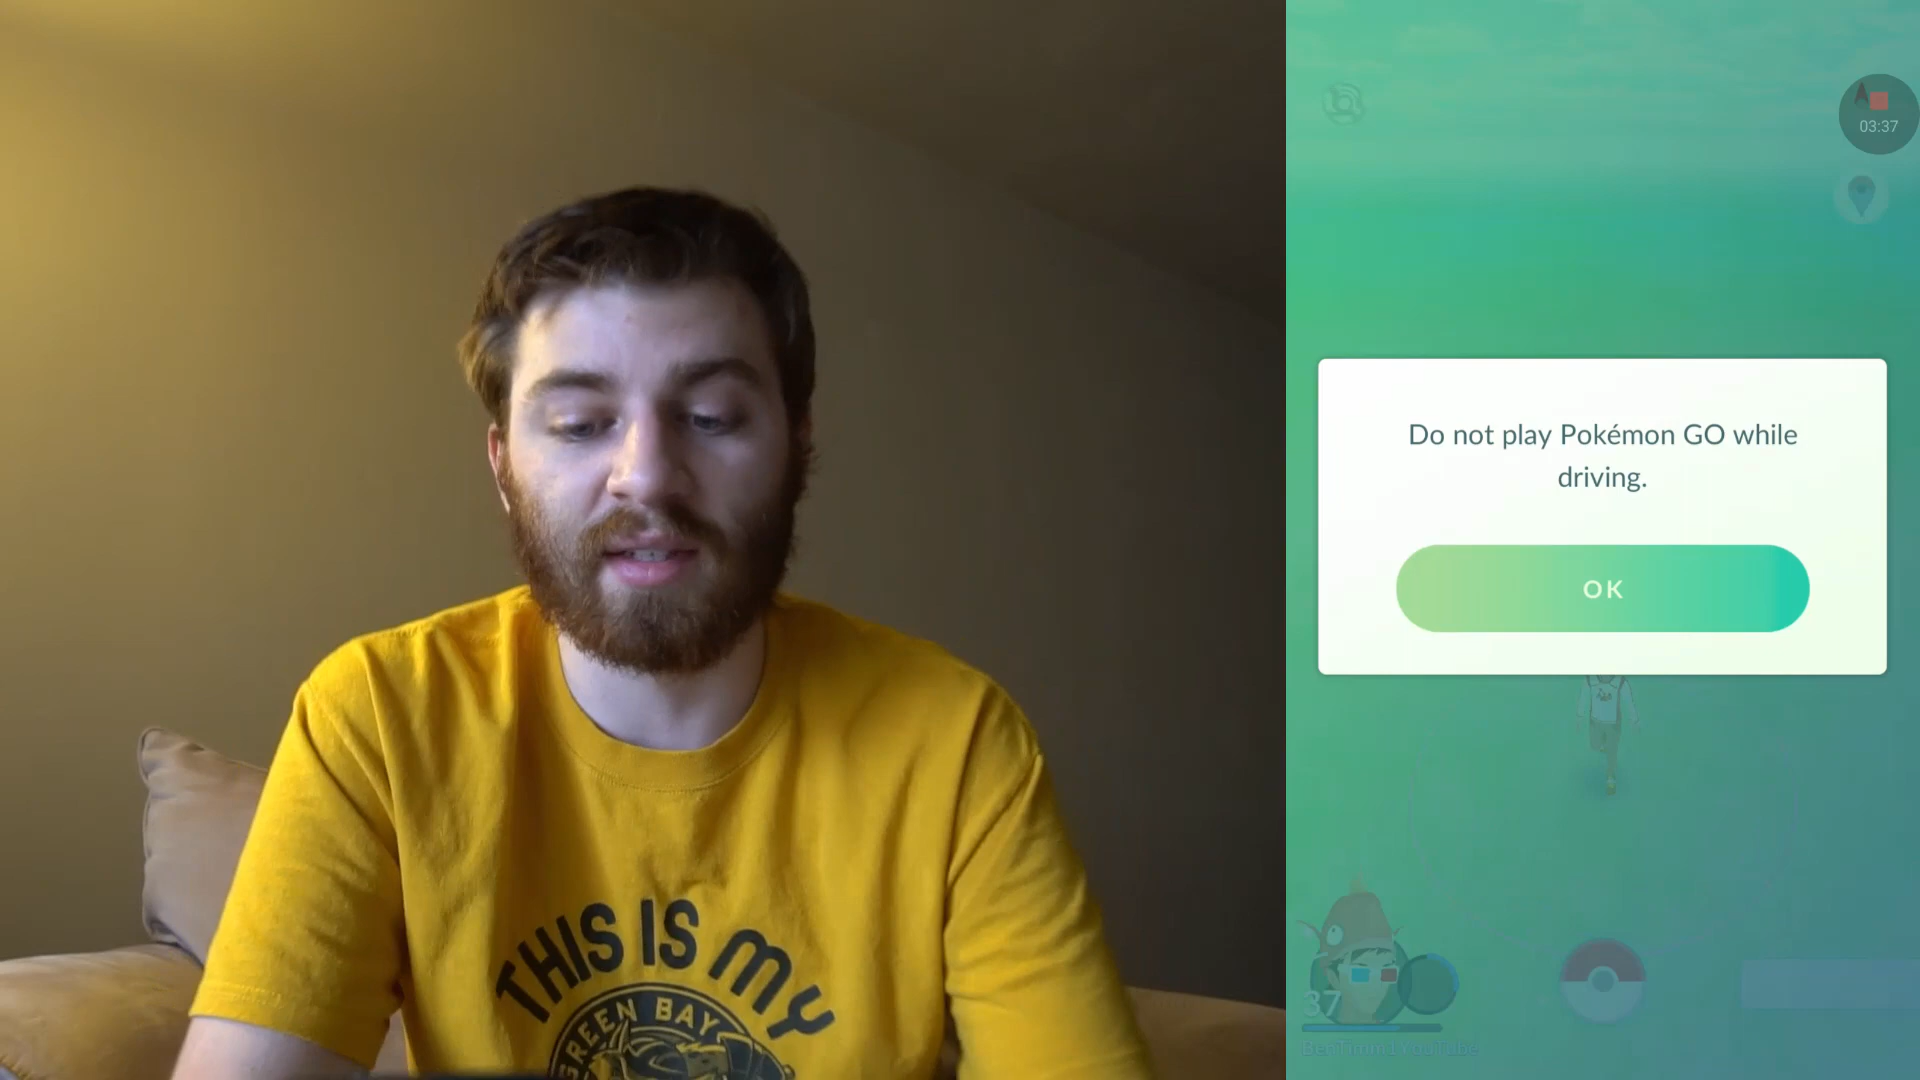 THIS IS MY
GREEN BAY
03:37
Do not play Pokémon GO while
driving.
OK
37